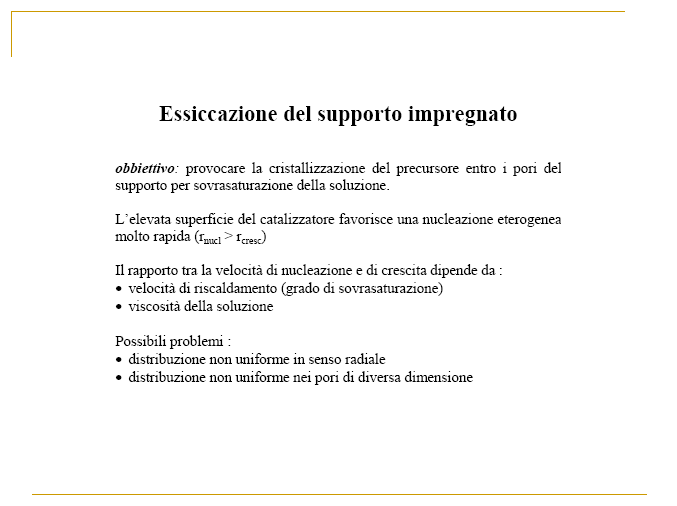 Essiccazione del supporto impregnato
obbiettivo: provocare la cristallizzazione del precursore entro i pori del
supporto per sovrasaturazione della soluzione.
L'elevata superficie del catalizzatore favorisce una nucleazione eterogenea
molto rapida (rnucl > rcresc)
Il rapporto tra la velocità di nucleazione e di crescita dipende da :
• velocità di riscaldamento (grado di sovrasaturazione)
• viscosità della soluzione
Possibili problemi :
• distribuzione non uniforme in senso radiale
• distribuzione non uniforme nei pori di diversa dimensione